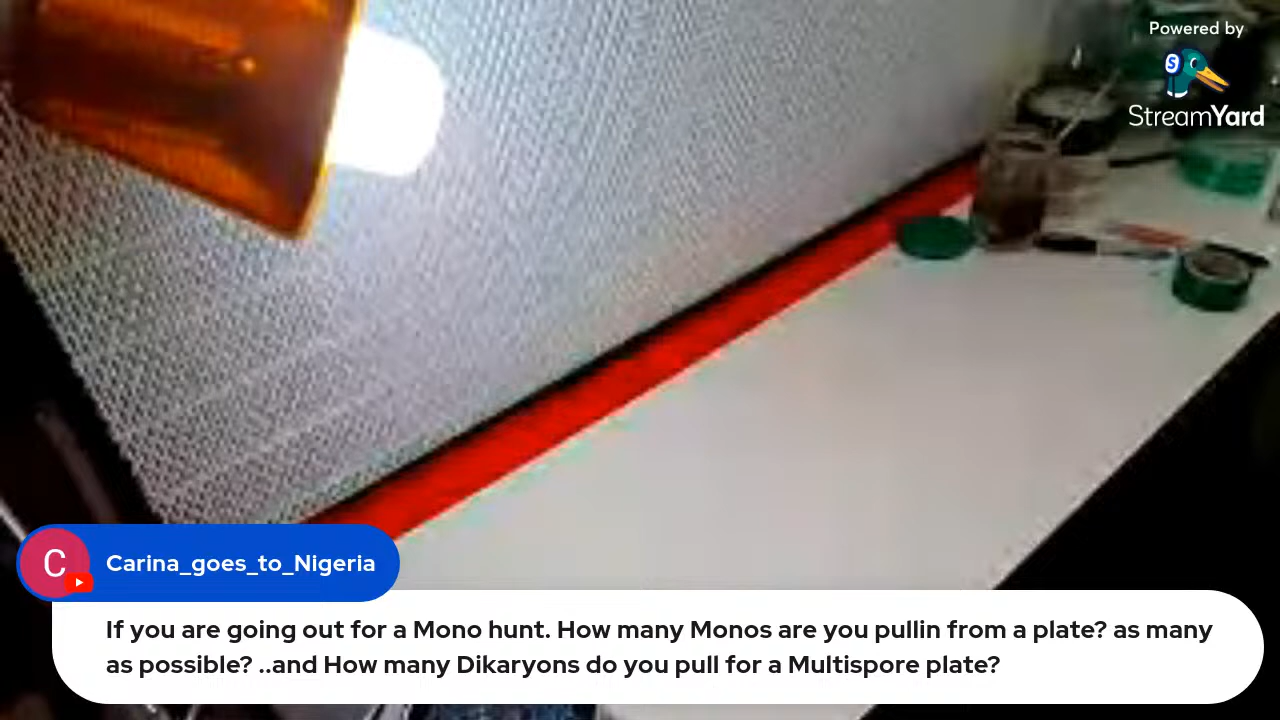 Powered by
S
StreamYard
C
Carina_goes_to_Nigeria
If you are going out for a Mono hunt. How many Monos are you pullin from a plate? as many
as possible? ..and How many Dikaryons do you pull for a Multispore plate?